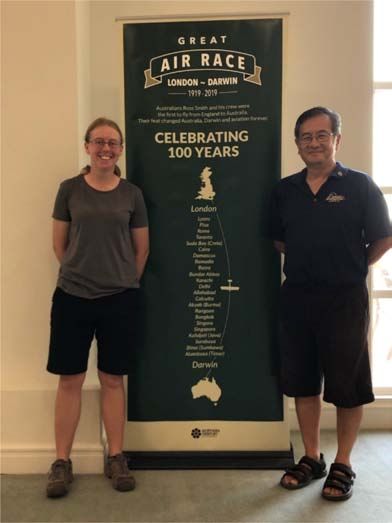 GREAT
AIR RACE
LONDON ~ DARWIN
1919 - 2019
Australians Ross Smith and his crew were
the first to fly from England to Australia.
Their feat changed Australia, Darwin and aviation forever.
CELEBRATING
100 YEARS
London
Lyons
Pisa
Rome
Taranto
Suda Bay (Crete)
Cairo
Damascus
Ramadie
Basra
Bundar Abbas
Karachi
Delhi
Allahabad
Calcutta
Akyab (Burma)
Rangoon
Bangkok
Singora
Singapore
Kalidjati (Java)
Surabaya
Bima (Sumbawa)
Atamboea (Timor)
Darwin
NORTHERN
TERRITORY